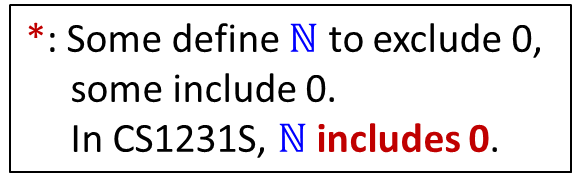 *: Some define ℕ to exclude 0,
some include 0.
In CS1231S, ℕ includes 0.